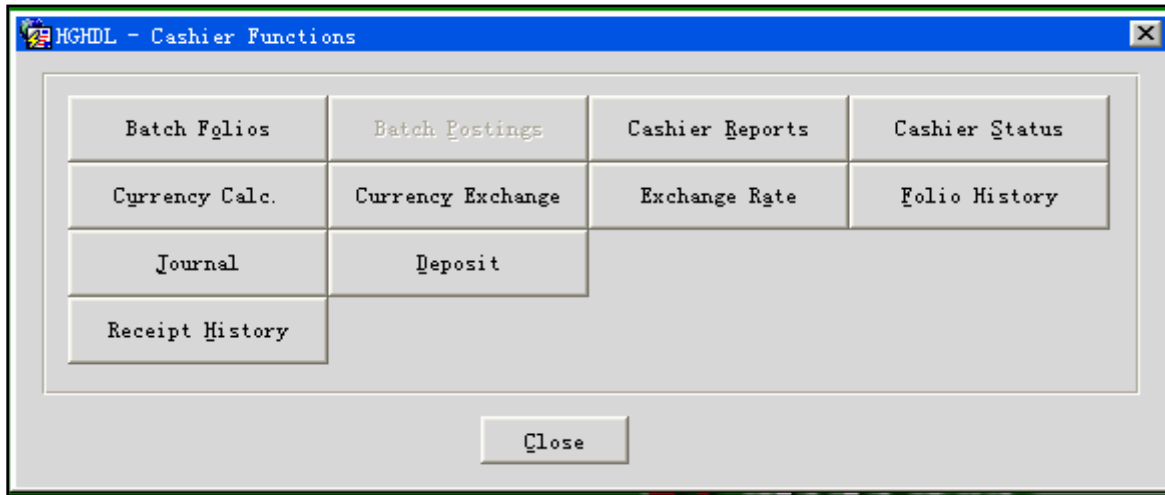 HGHDL - Cashier Functions
Batch Folios Batch Postings Cashier Reports Cashier Status
Currency Calc. Currency Exchange Exchange Rate Folio History
Journal Deposit
Receipt History
Close